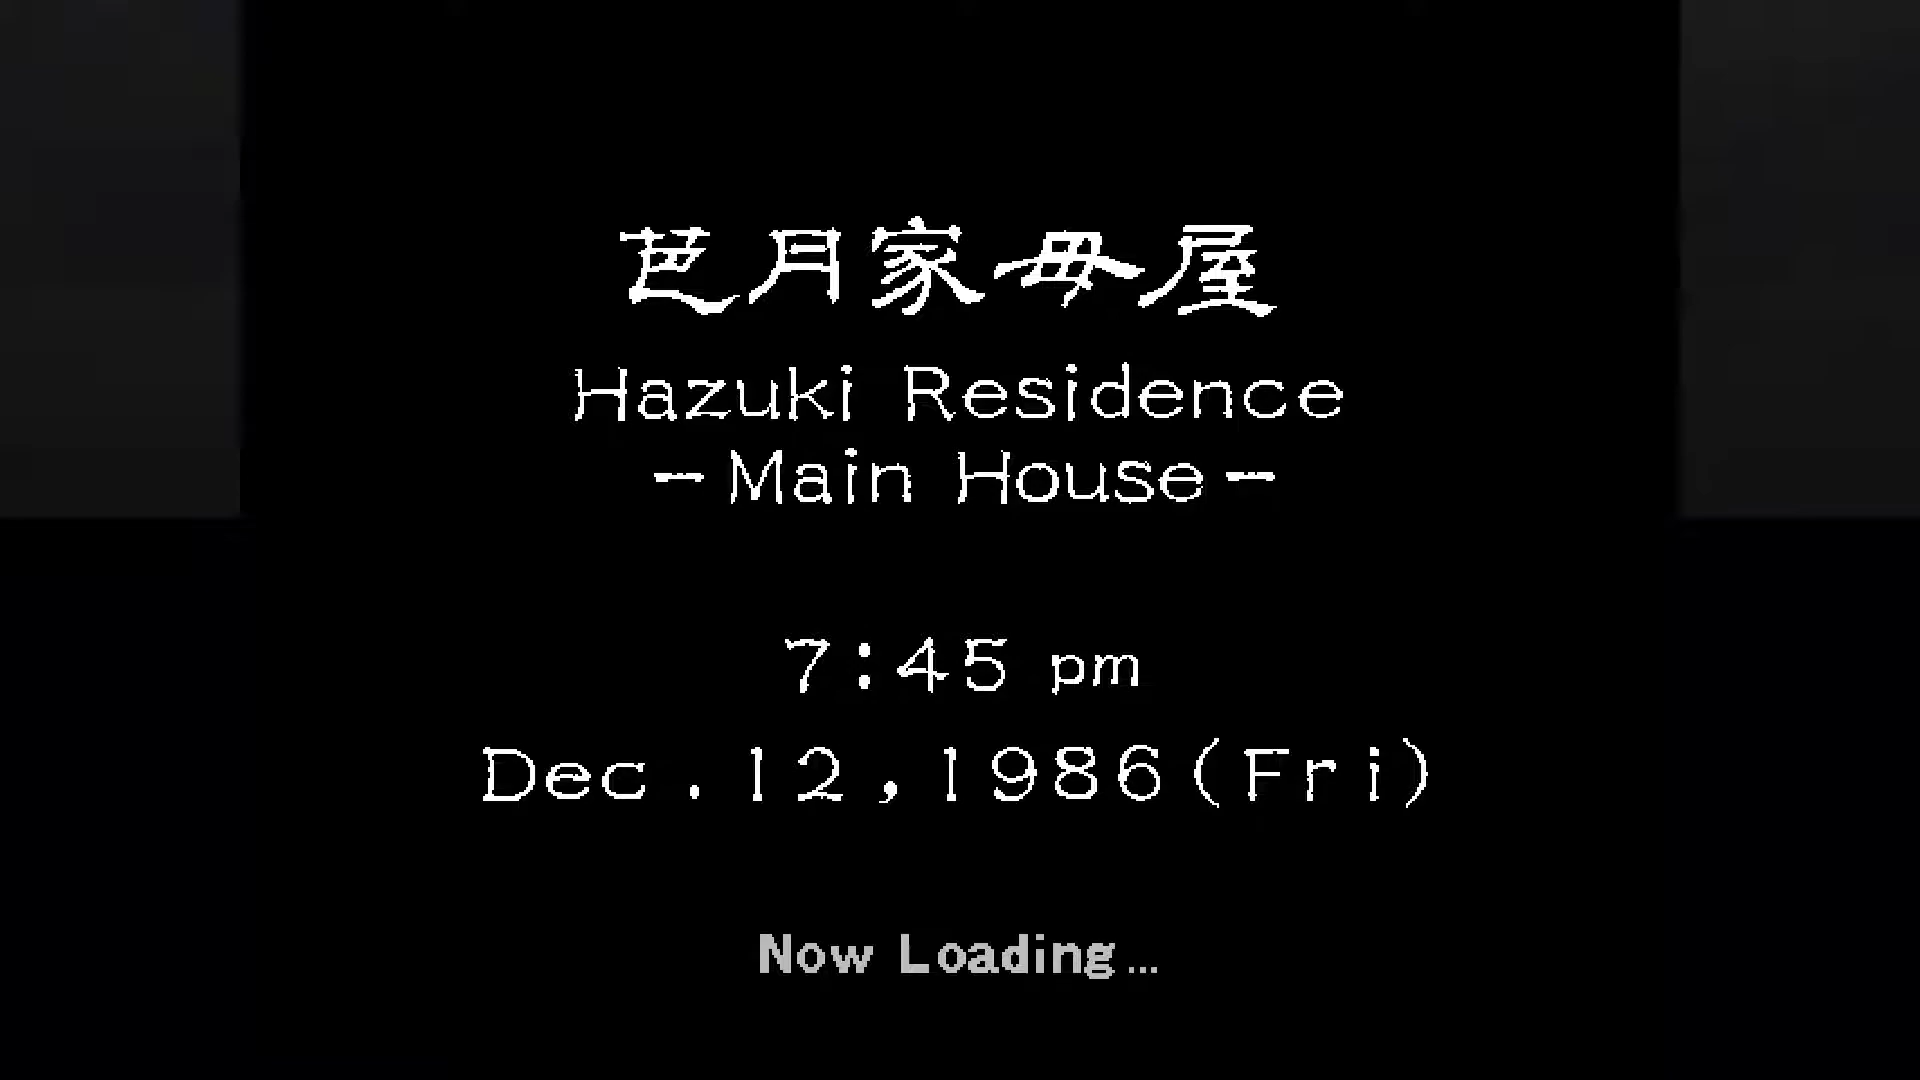 芭月家母屋
Hazuki Residence
-Main House-
7:45 pm
Dec.12,1986(Fri)
Now Loading...